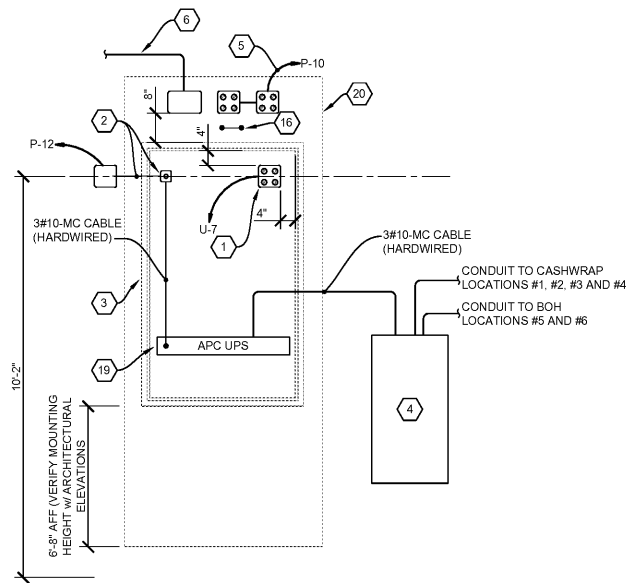 6
5
P-10
20
8"
2
16
4"
P-12
3#10-MC CABLE
(HARDWIRED)
U-7
1
4"
3#10-MC CABLE
(HARDWIRED)
3
CONDUIT TO CASHWRAP
LOCATIONS #1, #2, #3 AND #4
CONDUIT TO BOH
LOCATIONS #5 AND #6
APC UPS
19
10'-2"
4
6'-8" AFF (VERIFY MOUNTING
HEIGHT w/ ARCHITECTURAL
ELEVATIONS